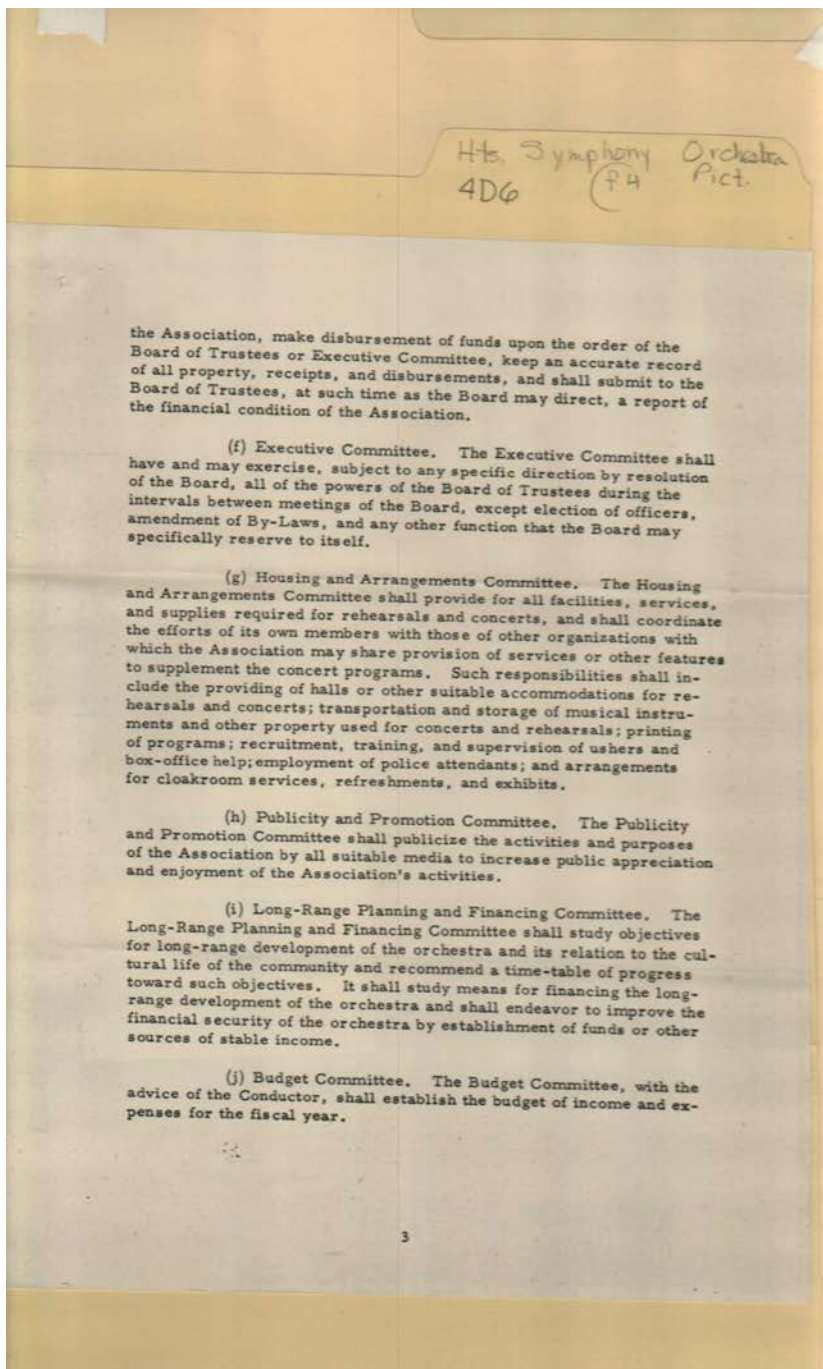 Hts. Symphony Orchestra
4D6 (f4 Pict.
the Association, make disbursement of funds upon the order of the
Board of Trustees or Executive Committee, keep an accurate record
of all property, receipts, and disbursements, and shall submit to the
Board of Trustees, at such time as the Board may direct, a report of
the financial condition of the Association.
(f) Executive Committee. The Executive Committee shall
have and may exercise, subject to any specific direction by resolution
of the Board, all of the powers of the Board of Trustees during the
intervals between meetings of the Board, except election of officers,
amendment of By-Laws, and any other function that the Board may
specifically reserve to itself.
(g) Housing and Arrangements Committee. The Housing
and Arrangements Committee shall provide for all facilities, services,
and supplies required for rehearsals and concerts, and shall coordinate
the efforts of its own members with those of other organizations with
which the Association may share provision of services or other features
to supplement the concert programs. Such responsibilities shall in-
clude the providing of halls or other suitable accommodations for re-
hearsals and concerts; transportation and storage of musical instru-
ments and other property used for concerts and rehearsals; printing
of programs; recruitment, training, and supervision of ushers and
box-office help; employment of police attendants; and arrangements
for cloakroom services, refreshments, and exhibits.
(h) Publicity and Promotion Committee. The Publicity
and Promotion Committee shall publicize the activities and purposes
of the Association by all suitable media to increase public appreciation
and enjoyment of the Association's activities.
(i) Long-Range Planning and Financing Committee. The
Long-Range Planning and Financing Committee shall study objectives
for long-range development of the orchestra and its relation to the cul-
tural life of the community and recommend a time-table of progress
toward such objectives. It shall study means for financing the long-
range development of the orchestra and shall endeavor to improve the
financial security of the orchestra by establishment of funds or other
sources of stable income.
(j) Budget Committee. The Budget Committee, with the
advice of the Conductor, shall establish the budget of income and ex-
penses for the fiscal year.
3